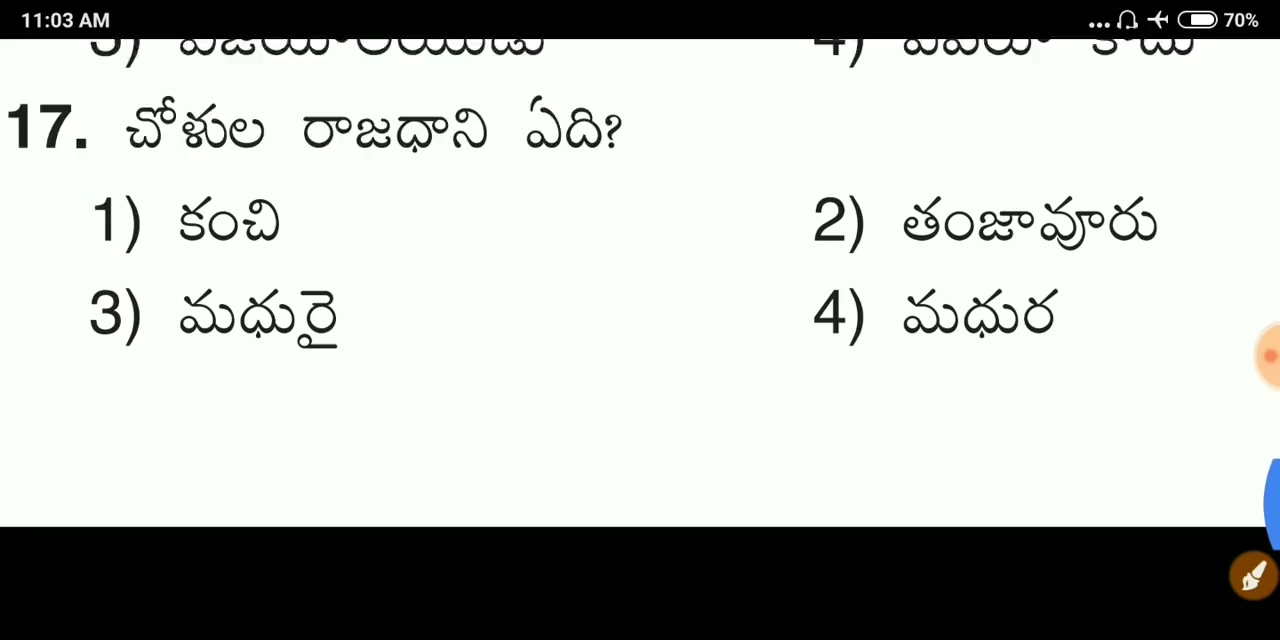 11:03 AM 70%
17. చోళుల రాజధాని ఏది?
1) కంచి 2) తంజావూరు
3) మధురై 4) మధుర